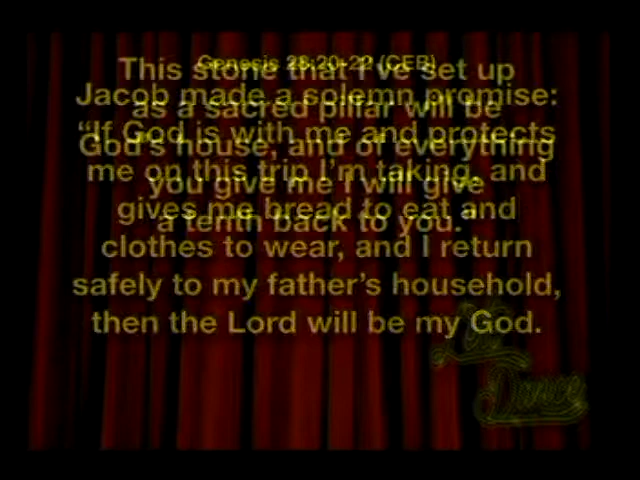 Genesis 28:20-22 (CEB)
Jacob made a solemn promise:
“If God is with me and protects
me on this trip I’m taking, and
gives me bread to eat and
clothes to wear, and I return
safely to my father’s household,
then the Lord will be my God.
This stone that I’ve set up
as a sacred pillar will be
God’s house, and of everything
you give me I will give
a tenth back to you.”
Dance